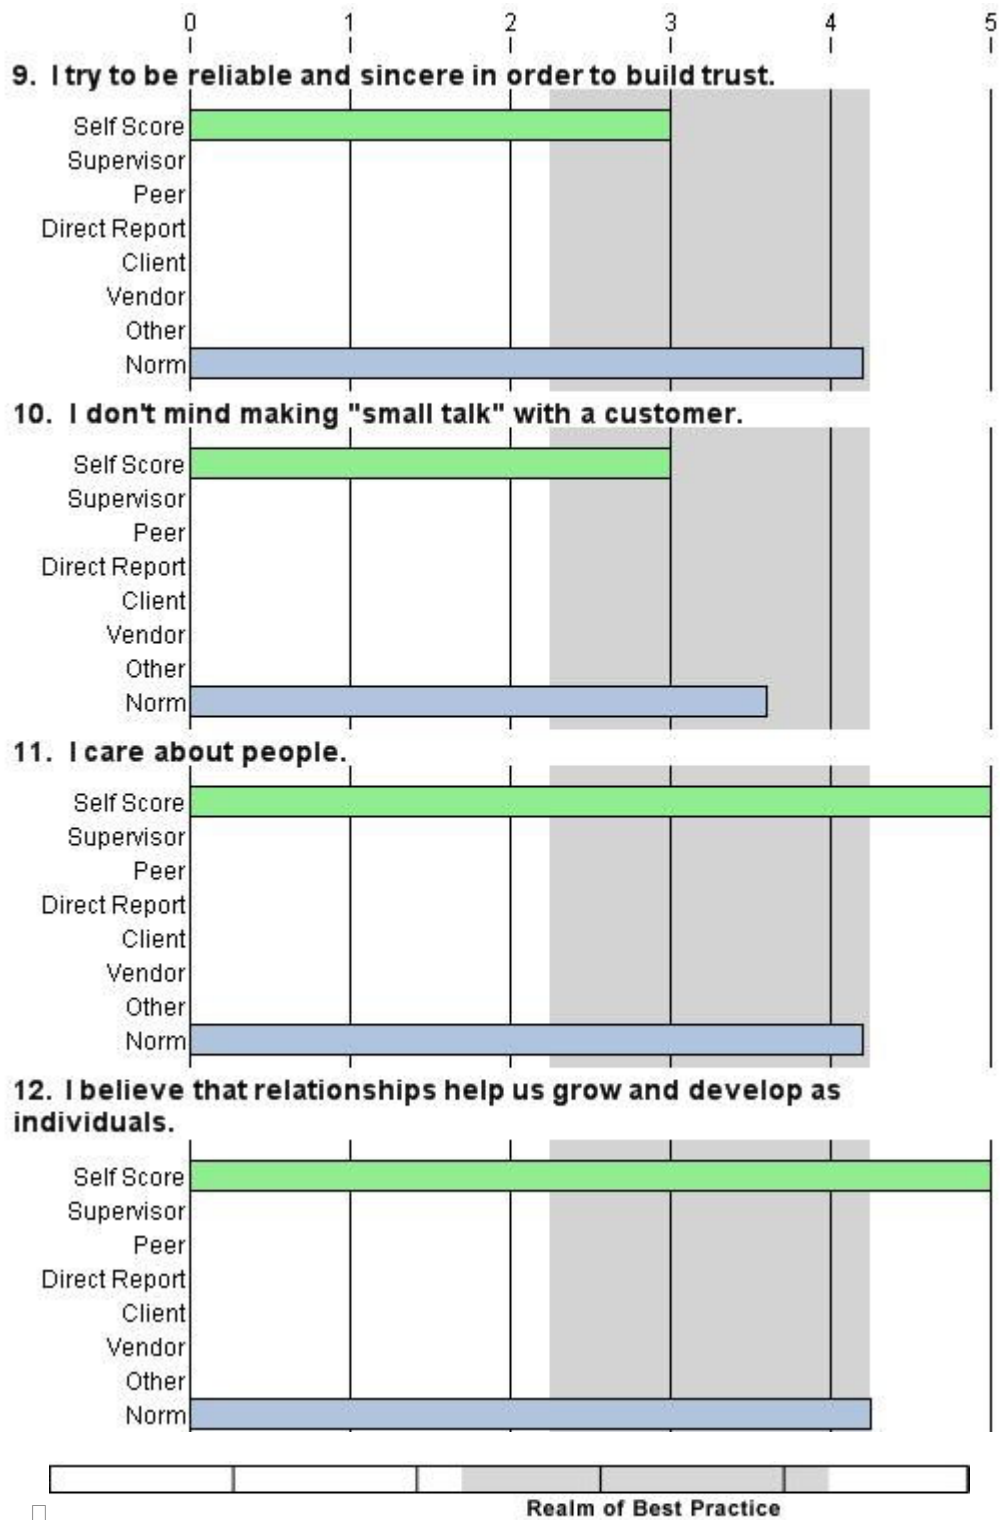 0 1 2 3 4 5
9. I try to be reliable and sincere in order to build trust.
Self Score
Supervisor
Peer
Direct Report
Client
Vendor
Other
Norm
10. I don't mind making "small talk" with a customer.
Self Score
Supervisor
Peer
Direct Report
Client
Vendor
Other
Norm
11. I care about people.
Self Score
Supervisor
Peer
Direct Report
Client
Vendor
Other
Norm
12. I believe that relationships help us grow and develop as
individuals.
Self Score
Supervisor
Peer
Direct Report
Client
Vendor
Other
Norm
Realm of Best Practice